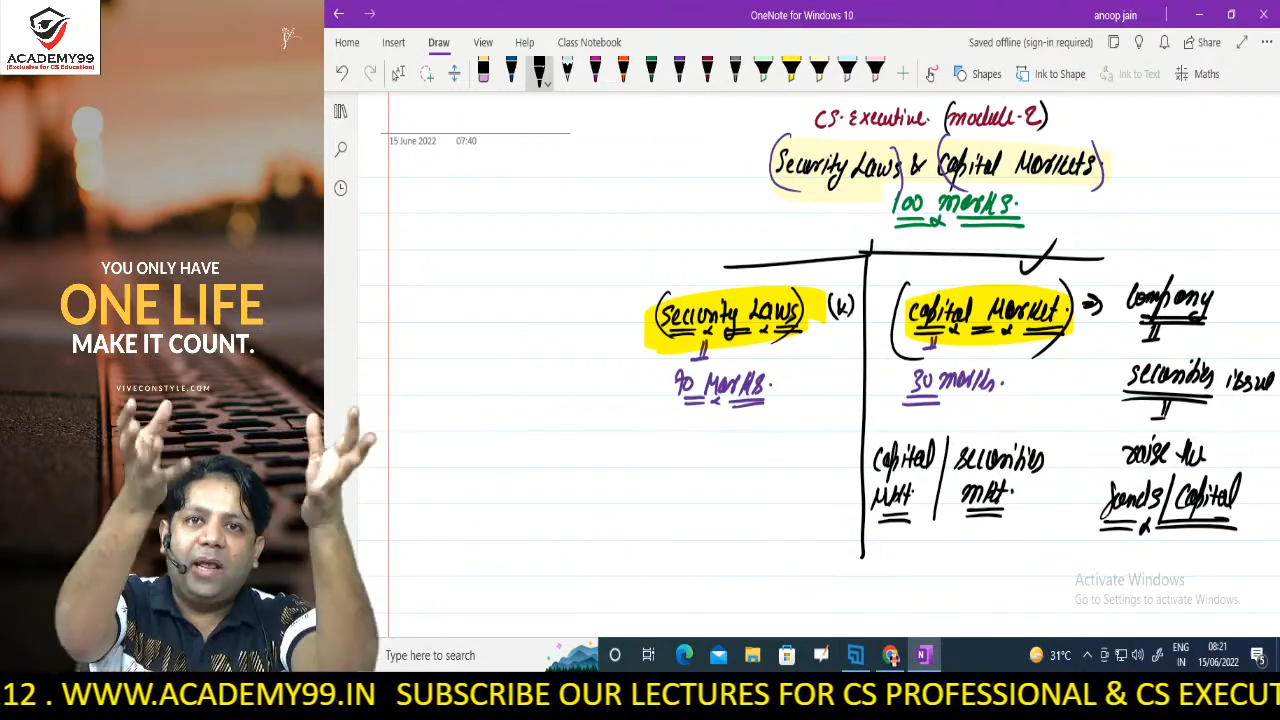 ACADEMY99
(Exclusive for CS Education)
YOU ONLY HAVE
ONE LIFE
MAKE IT COUNT.
VIVECONSTYLE.COM
OneNote for Windows 10
anoop jain
Home Insert Draw View Help Class Notebook
Saved offline (sign-in required)
Share
Shapes
Ink to Shape
Ink to Text
Maths
15 June 2022 07:40
CS-Executive (module-2)
(Security Laws) & (Capital Markets)
100 marks.
(Security Laws) (k)
70 Marks.
(Capital Market.) ⇒ Company
30 marks.
securities issue
Capital Mkt. | securities mkt.
raise the
funds/Capital
Activate Windows
Go to Settings to activate Windows.
Type here to search
31°C
ENG
IN
08:21
15/06/2022
5
12 . WWW.ACADEMY99.IN SUBSCRIBE OUR LECTURES FOR CS PROFESSIONAL & CS EXECUT